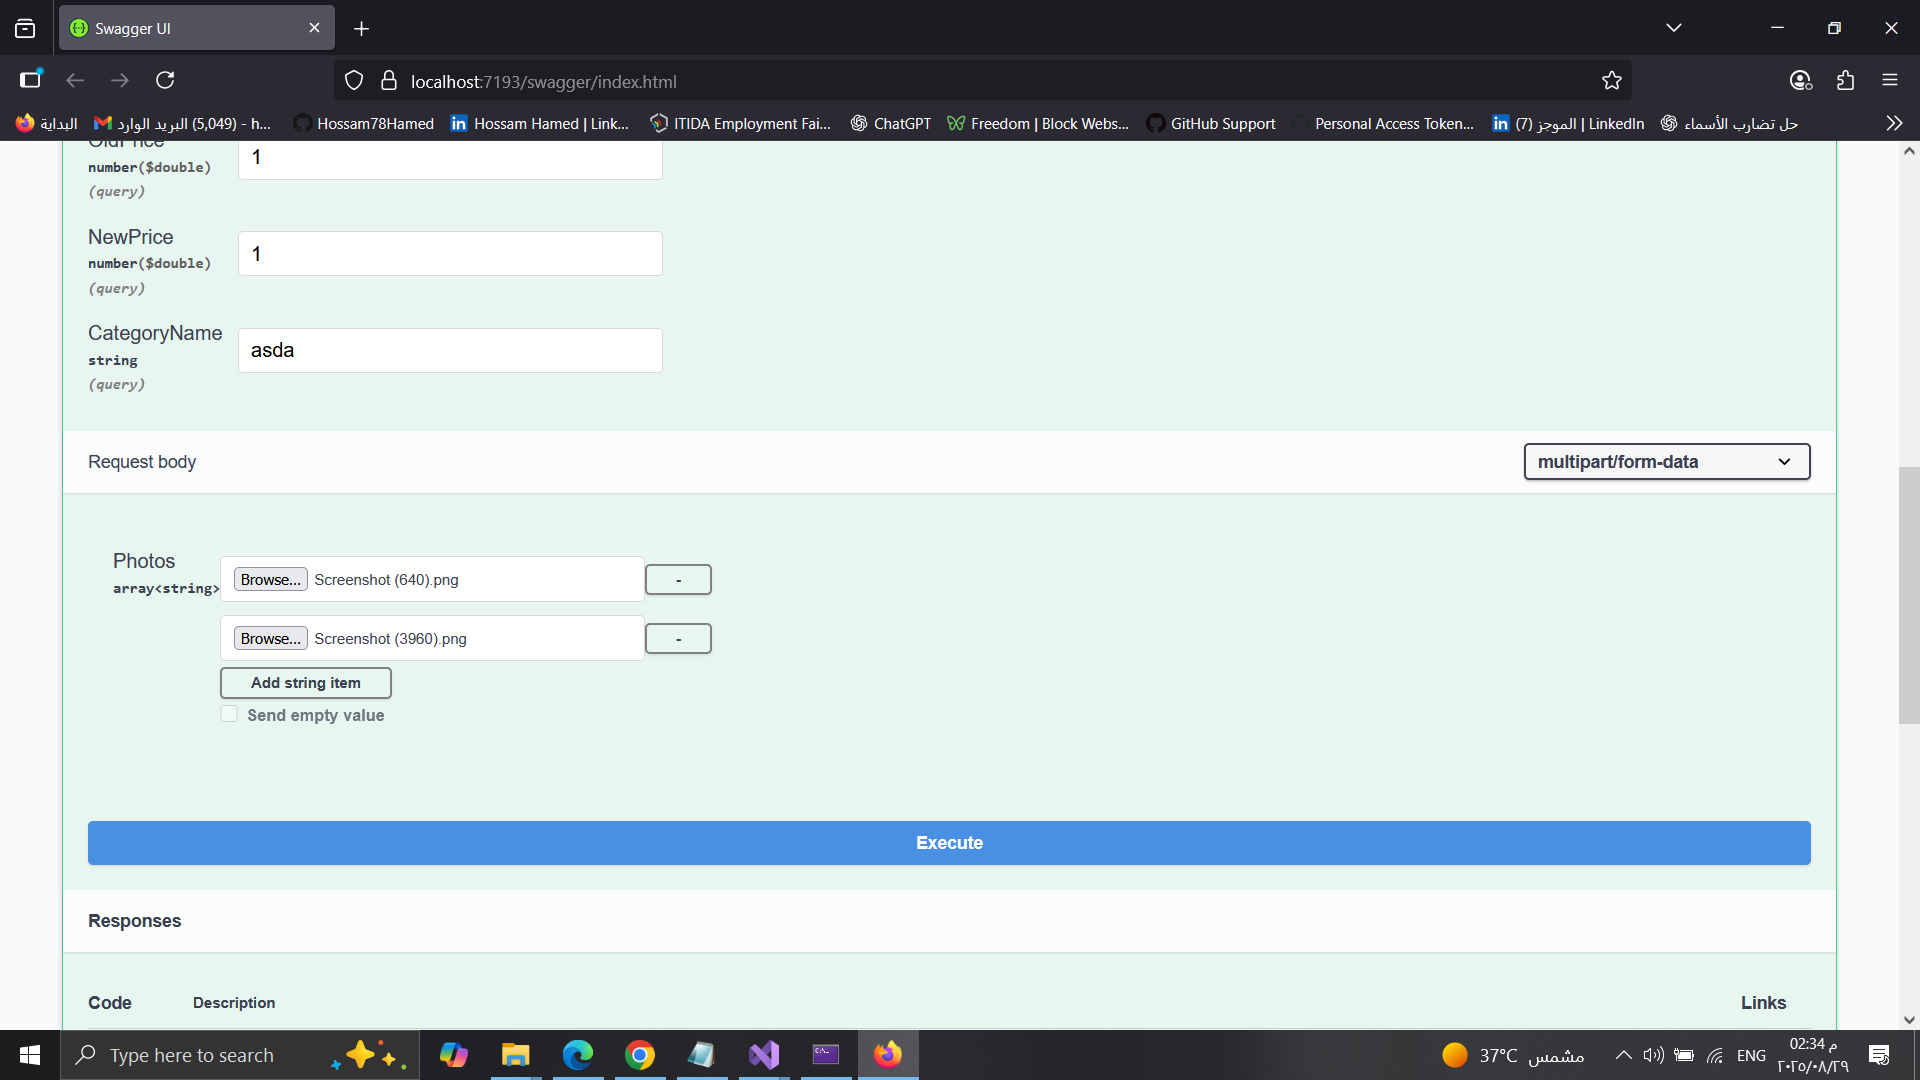 Swagger UI
localhost:7193/swagger/index.html
البداية
(5,049) البريد الوارد - h...
Hossam78Hamed
Hossam Hamed | Link...
ITIDA Employment Fai...
ChatGPT
Freedom | Block Webs...
GitHub Support
Personal Access Token...
(7) الموجز | LinkedIn
حل تضارب الأسماء
OldPrice
number($double)
(query)
1
NewPrice
number($double)
(query)
1
CategoryName
string
(query)
asda
Request body
multipart/form-data
Photos
array<string>
Browse... Screenshot (640).png
-
Browse... Screenshot (3960).png
-
Add string item
Send empty value
Execute
Responses
Code Description Links
Type here to search
37°C مشمس
ENG
02:34 م
٢٠٢٥/٠٨/٢٩